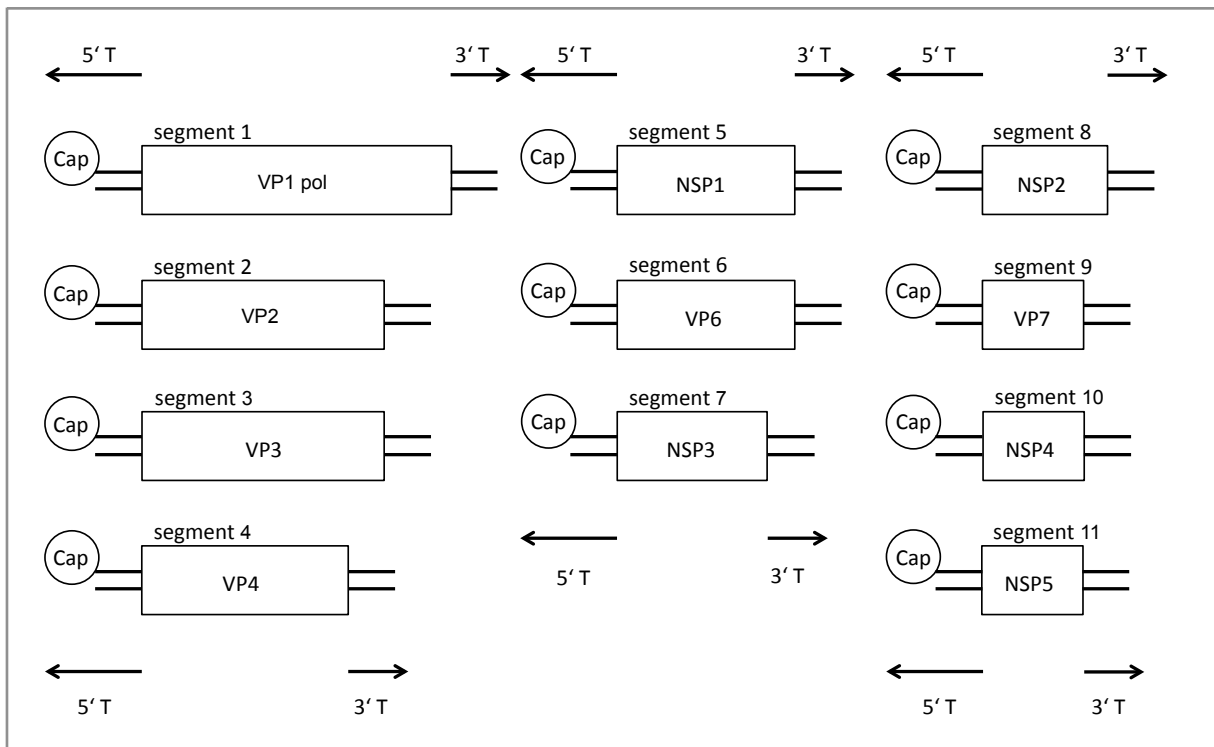 5‘ T 3‘ T 5‘ T 3‘ T 5‘ T 3‘ T
segment 1
Cap
VP1 pol
segment 5
Cap
NSP1
segment 8
Cap
NSP2
segment 2
Cap
VP2
segment 6
Cap
VP6
segment 9
Cap
VP7
segment 3
Cap
VP3
segment 7
Cap
NSP3
segment 10
Cap
NSP4
segment 4
Cap
VP4
5‘ T 3‘ T
segment 11
Cap
NSP5
5‘ T 3‘ T 5‘ T 3‘ T